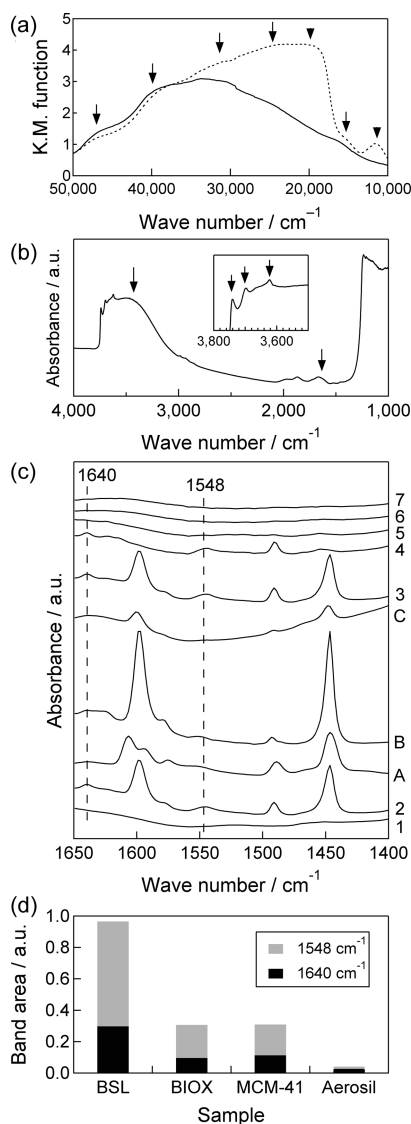 (a)
K.M. function
5
4
3
2
1
0
50,000 40,000 30,000 20,000 10,000
Wave number / cm–1
(b)
Absorbance / a.u.
3,800 3,600
4,000 3,000 2,000 1,000
Wave number / cm–1
(c)
1640 1548
Absorbance / a.u.
7
6
5
4
3
C
B
A
2
1
1650 1600 1550 1500 1450 1400
Wave number / cm–1
(d)
Band area / a.u.
1.0
0.8
0.6
0.4
0.2
0.0
1548 cm-1
1640 cm-1
BSL BIOX MCM-41 Aerosil
Sample